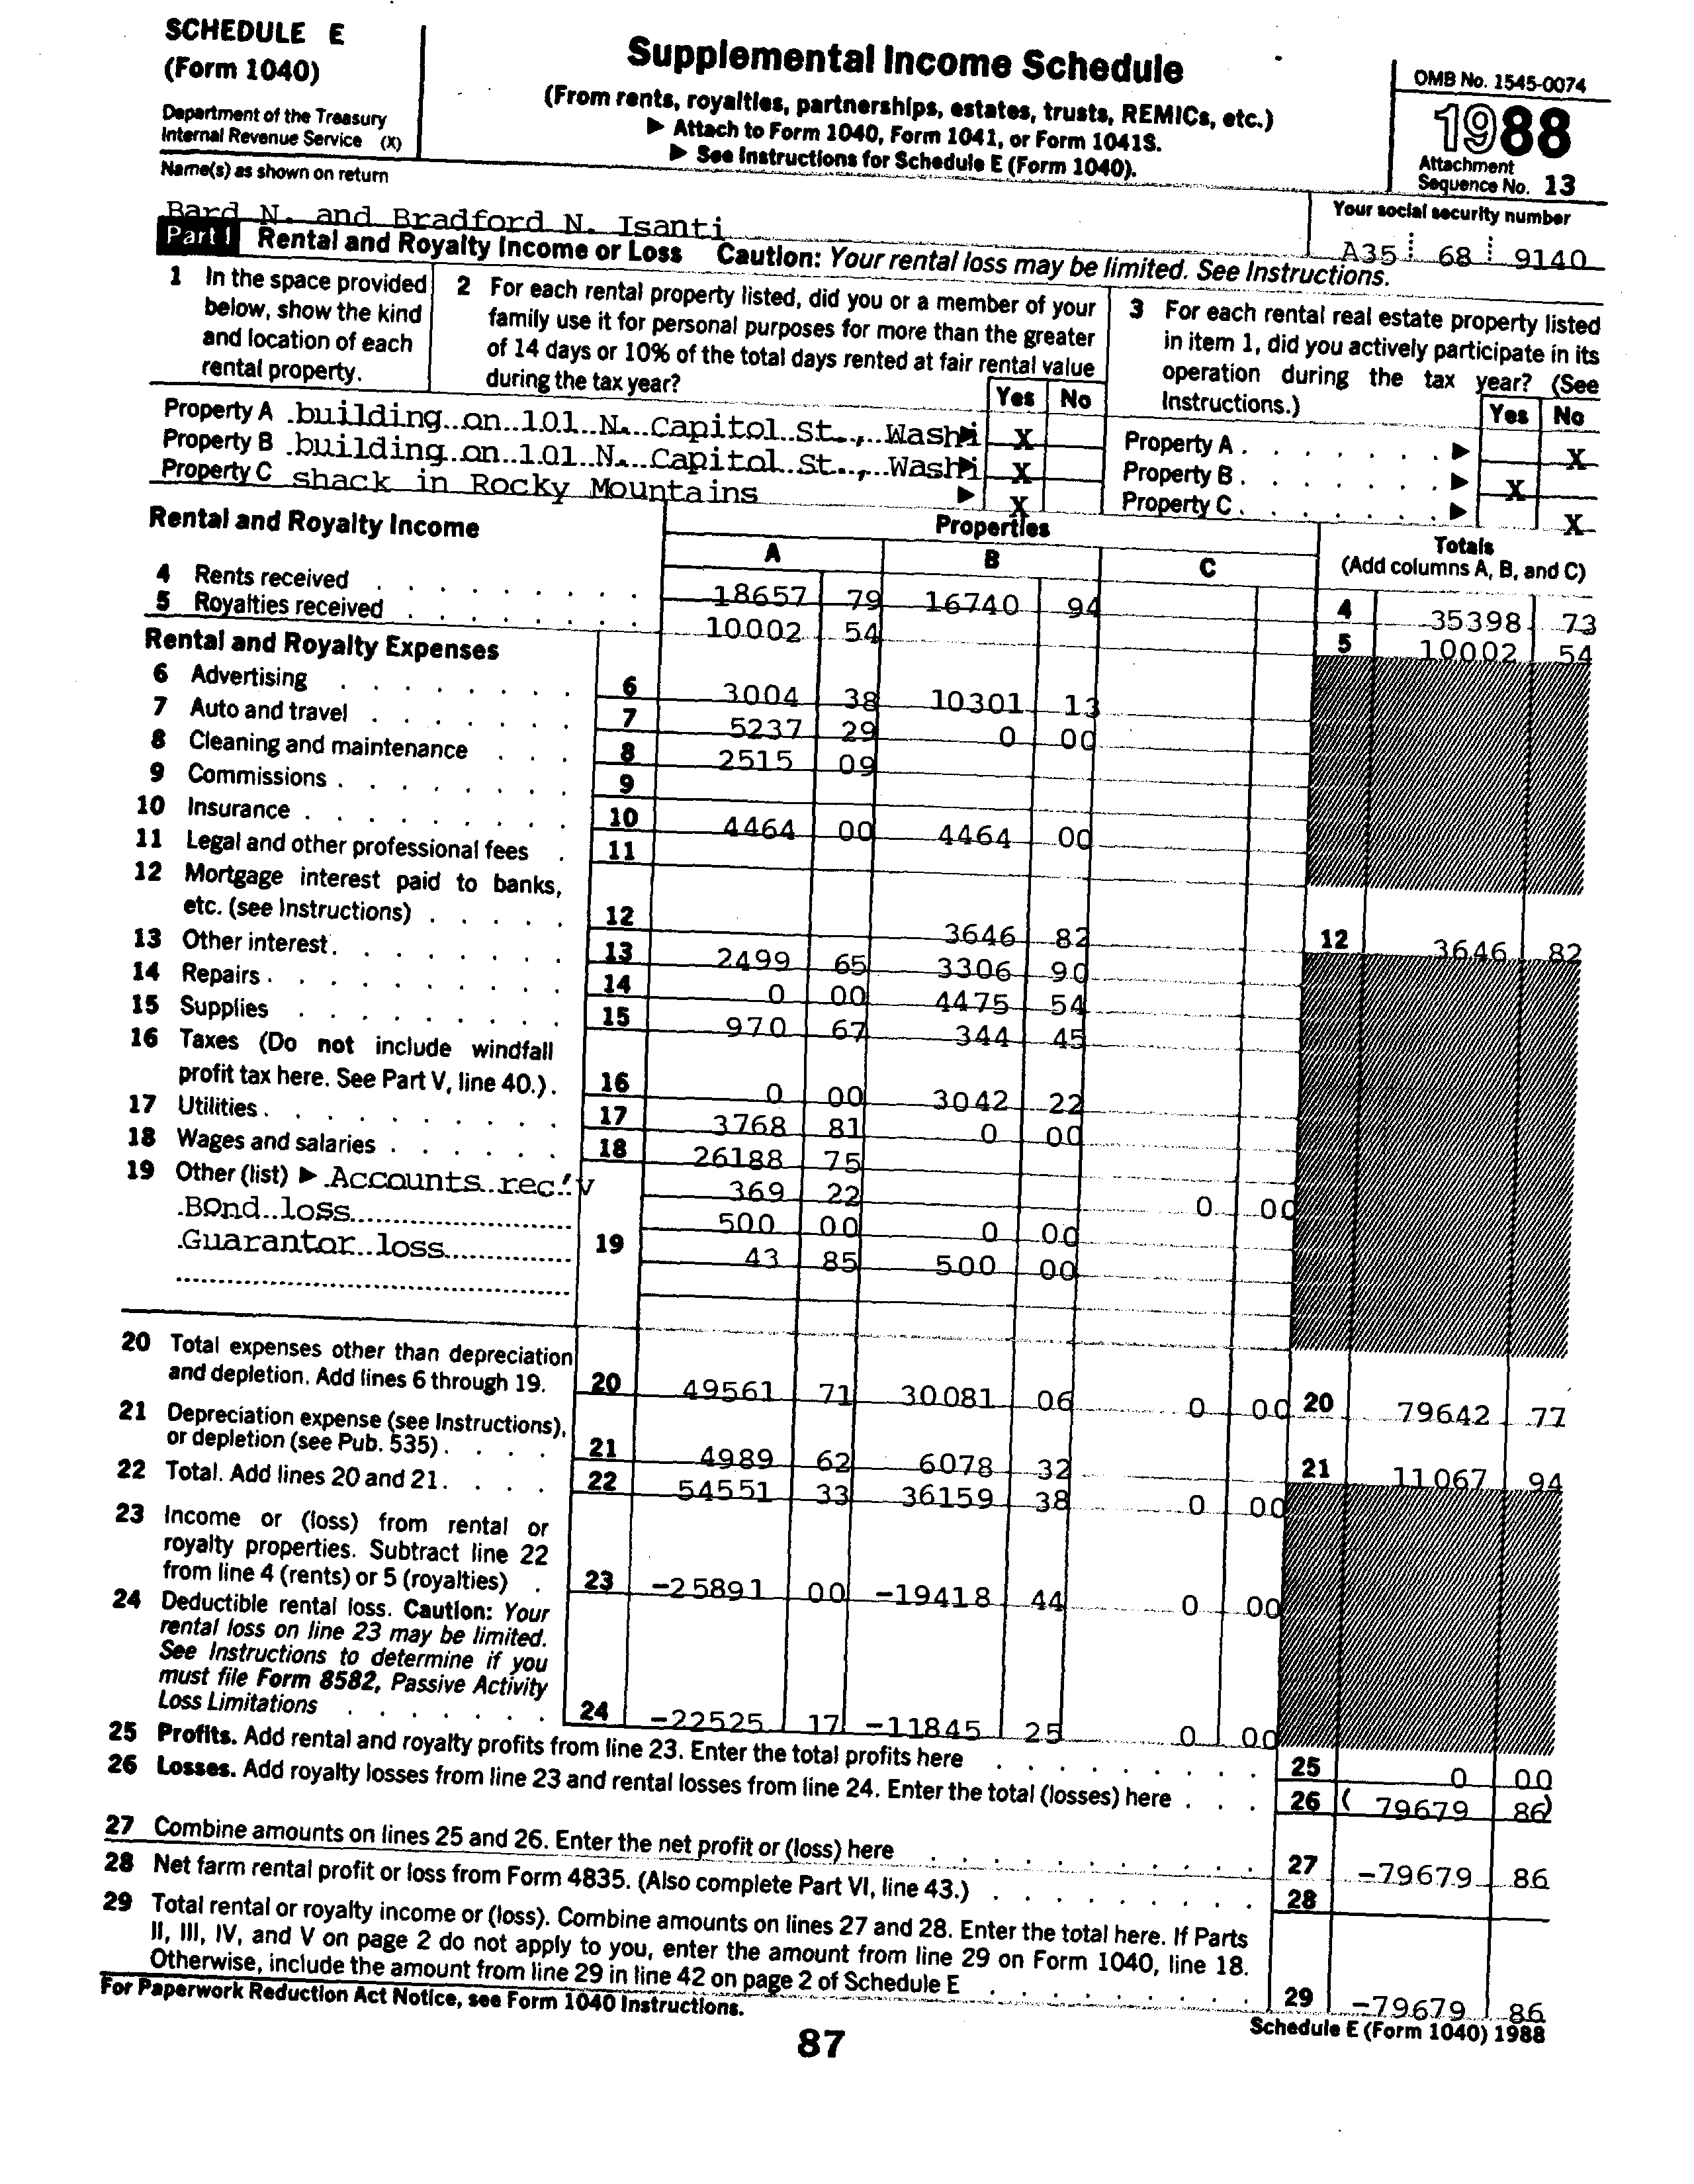 SCHEDULE E
(Form 1040)
Department of the Treasury
Internal Revenue Service (X)
Supplemental Income Schedule
(From rents, royalties, partnerships, estates, trusts, REMICs, etc.)
▶ Attach to Form 1040, Form 1041, or Form 1041S.
▶ See Instructions for Schedule E (Form 1040).
OMB No. 1545-0074
1988
Attachment
Sequence No. 13
Name(s) as shown on return
Your social security number
Bard N. and Bradford N. Isanti
A35 68 9140
Part I Rental and Royalty Income or Loss Caution: Your rental loss may be limited. See Instructions.
1 In the space provided
below, show the kind
and location of each
rental property.
2 For each rental property listed, did you or a member of your
family use it for personal purposes for more than the greater
of 14 days or 10% of the total days rented at fair rental value
during the tax year?
Yes No
3 For each rental real estate property listed
in item 1, did you actively participate in its
operation during the tax year? (See
Instructions.)
Yes No
Property A building on 101 N. Capitol St., Washi X
Property A ▶ X
Property B building on 101 N. Capitol St., Washi X
Property B ▶ X
Property C shack in Rocky Mountains ▶ X
Property C ▶ X
Rental and Royalty Income
Properties
A B C
Totals
(Add columns A, B, and C)
4 Rents received 18657 79 16740 94 4 35398 73
5 Royalties received 10002 54 5 10002 54
Rental and Royalty Expenses
6 Advertising 6 3004 38 10301 13
7 Auto and travel 7 5237 29 0 00
8 Cleaning and maintenance 8 2515 09
9 Commissions 9
10 Insurance 10 4464 00 4464 00
11 Legal and other professional fees 11
12 Mortgage interest paid to banks,
etc. (see Instructions) 12 3646 82 12 3646 82
13 Other interest 13 2499 65 3306 90
14 Repairs 14 0 00 4475 54
15 Supplies 15 970 67 344 45
16 Taxes (Do not include windfall
profit tax here. See Part V, line 40.) 16 0 00 3042 22
17 Utilities 17 3768 81 0 00
18 Wages and salaries 18 26188 75
19 Other (list) ▶ Accounts rec'v 369 22 0 00
BOnd loss 500 00 0 00
Guarantor loss 19 43 85 500 00
20 Total expenses other than depreciation
and depletion. Add lines 6 through 19. 20 49561 71 30081 06 0 00 20 79642 77
21 Depreciation expense (see Instructions),
or depletion (see Pub. 535) 21 4989 62 6078 32 21 11067 94
22 Total. Add lines 20 and 21 22 54551 33 36159 38 0 00
23 Income or (loss) from rental or
royalty properties. Subtract line 22
from line 4 (rents) or 5 (royalties) 23 -25891 00 -19418 44 0 00
24 Deductible rental loss. Caution: Your
rental loss on line 23 may be limited.
See Instructions to determine if you
must file Form 8582, Passive Activity
Loss Limitations 24 -22525 17 -11845 25 0 00
25 Profits. Add rental and royalty profits from line 23. Enter the total profits here 25 0 00
26 Losses. Add royalty losses from line 23 and rental losses from line 24. Enter the total (losses) here 26 (79679 86)
27 Combine amounts on lines 25 and 26. Enter the net profit or (loss) here 27 -79679 86
28 Net farm rental profit or loss from Form 4835. (Also complete Part VI, line 43.) 28
29 Total rental or royalty income or (loss). Combine amounts on lines 27 and 28. Enter the total here. If Parts
II, III, IV, and V on page 2 do not apply to you, enter the amount from line 29 on Form 1040, line 18.
Otherwise, include the amount from line 29 in line 42 on page 2 of Schedule E 29 -79679 86
For Paperwork Reduction Act Notice, see Form 1040 Instructions.
Schedule E (Form 1040) 1988
87